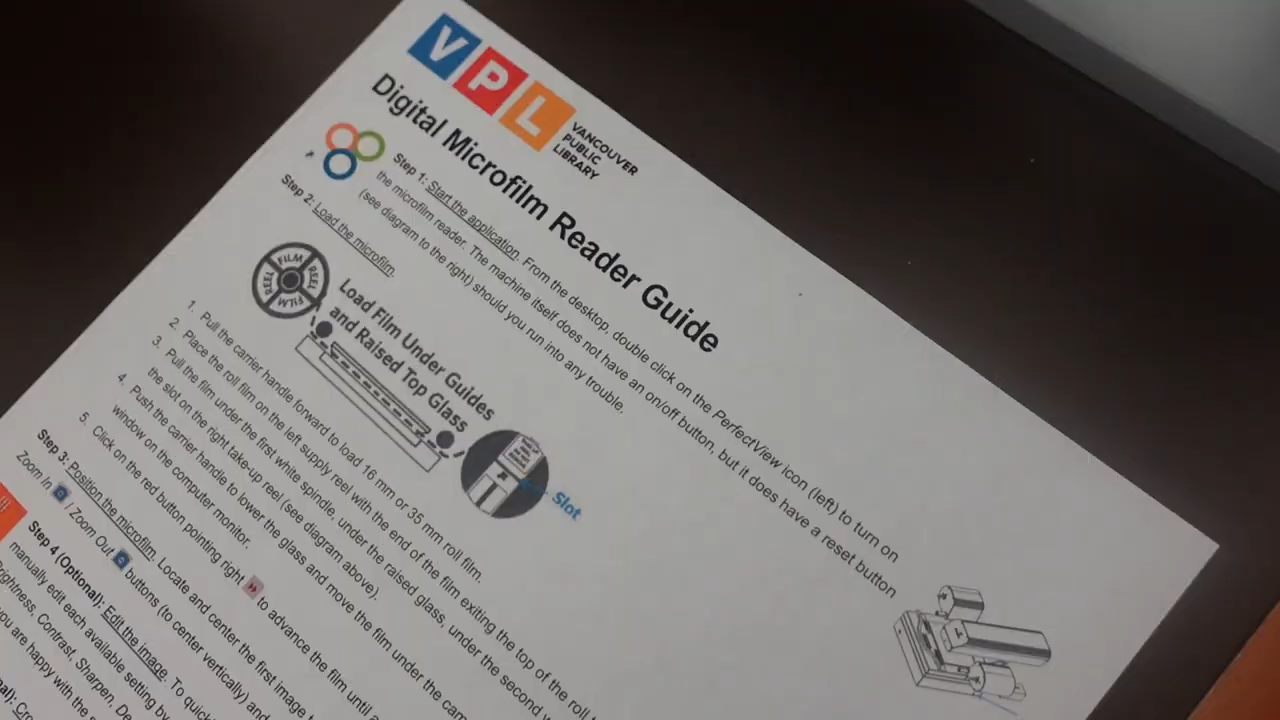 VPL
VANCOUVER
PUBLIC
LIBRARY
Digital Microfilm Reader Guide
Step 1: Start the application. From the desktop, double click on the PerfectView icon (left) to turn on
the microfilm reader. The machine itself does not have an on/off button, but it does have a reset button
(see diagram to the right) should you run into any trouble.
Step 2: Load the microfilm.
FILM
REEL
FILM
REEL
Load Film Under Guides
and Raised Top Glass
Slot
1. Pull the carrier handle forward to load 16 mm or 35 mm roll film.
2. Place the roll film on the left supply reel with the end of the film exiting the top of the roll
3. Pull the film under the first white spindle, under the raised glass, under the second
the slot on the right take-up reel (see diagram above).
4. Push the carrier handle to lower the glass and move the film under the
window on the computer monitor.
5. Click on the red button pointing right to advance the film until
Step 3: Position the microfilm. Locate and center the first image
Zoom In / Zoom Out buttons (to center vertically) and
Step 4 (Optional): Edit the image. To
manually edit each available setting by
Brightness, Contrast, Sharpen,
you are happy with the